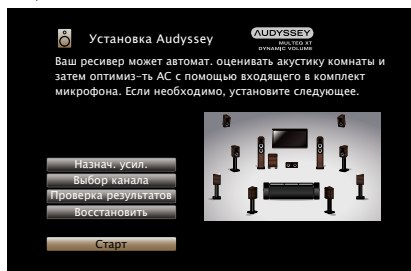 Установка Audyssey
AUDYSSEY
MULTEQ XT
DYNAMIC VOLUME
Ваш ресивер может автомат. оценивать акустику комнаты и
затем оптимиз-ть АС с помощью входящего в комплект
микрофона. Если необходимо, установите следующее.
Назнач. усил.
Выбор канала
Проверка результатов
Восстановить
Старт